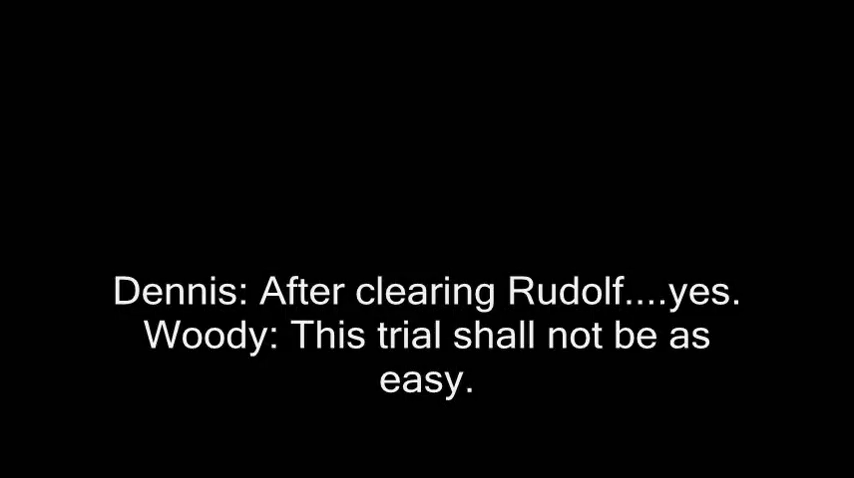 Dennis: After clearing Rudolf....yes.
Woody: This trial shall not be as
easy.